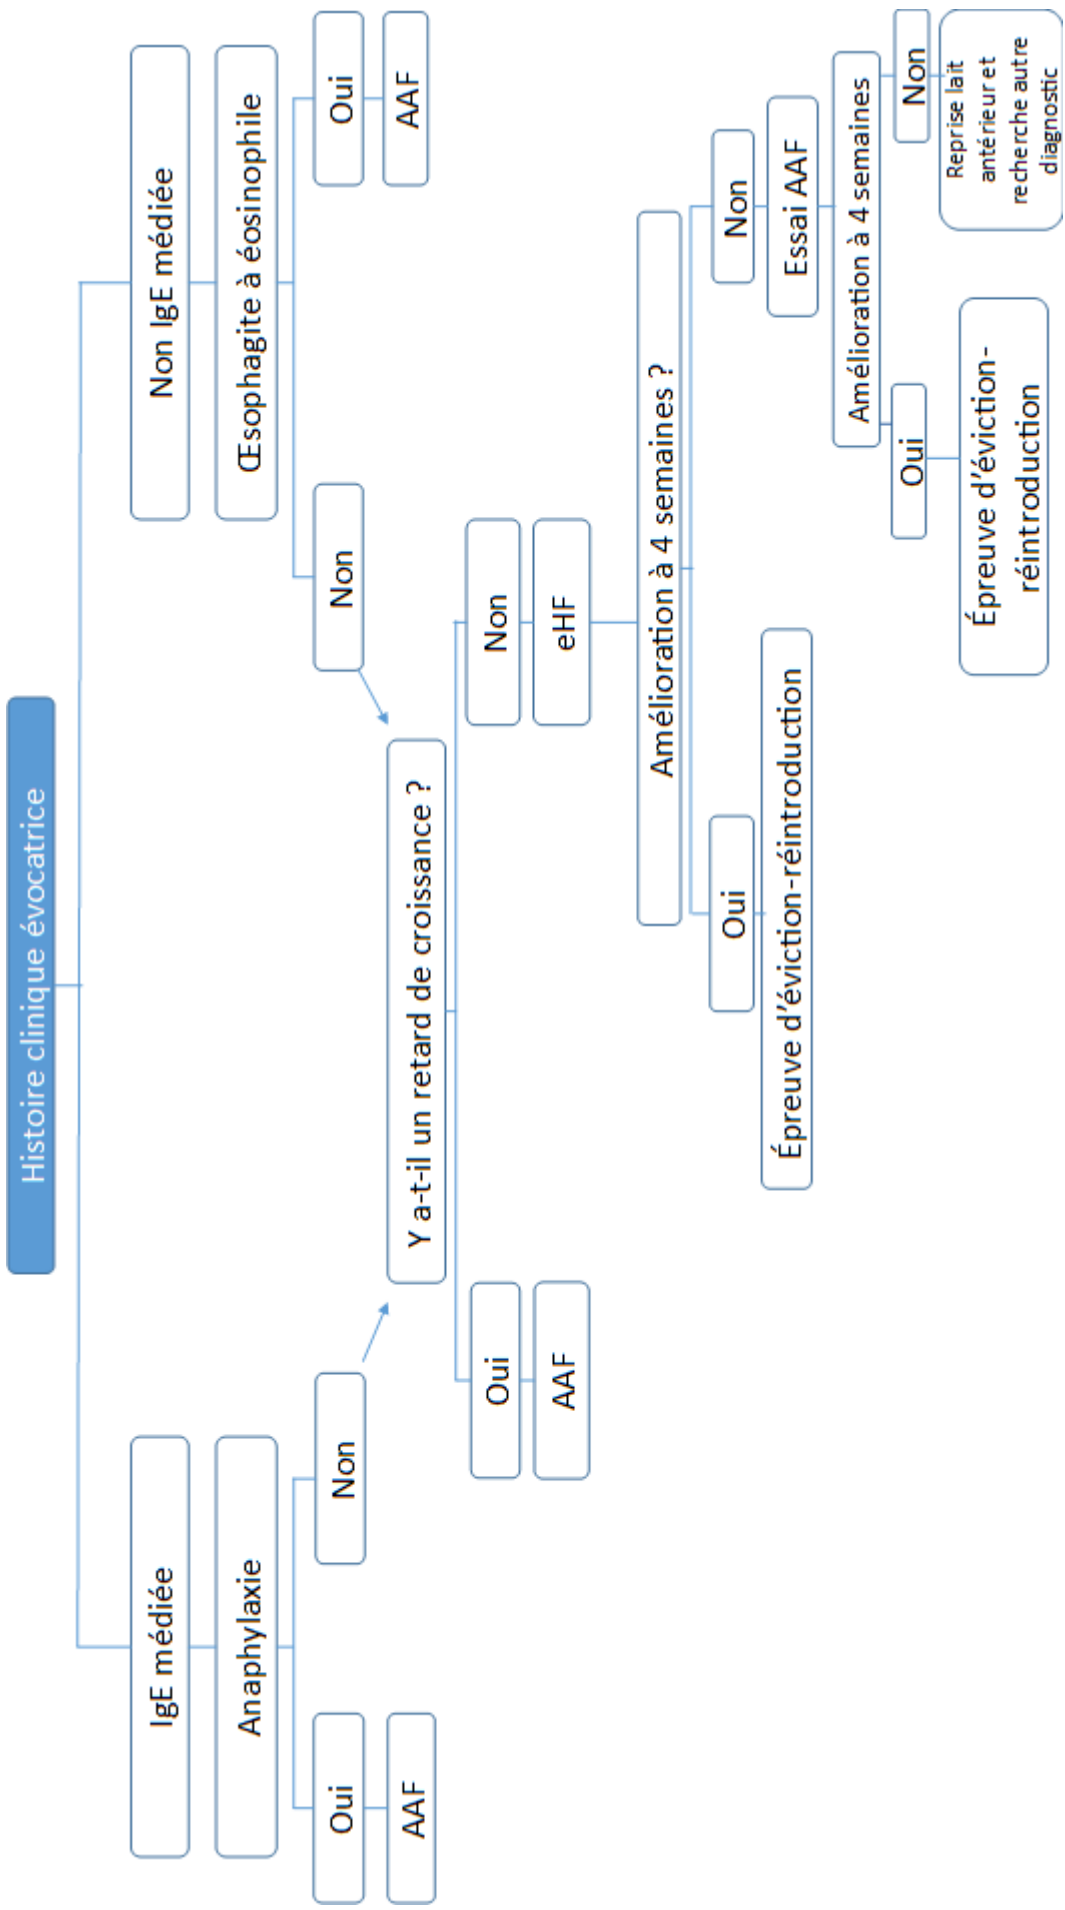 Histoire clinique évocatrice
IgE médiée
Non IgE médiée
Anaphylaxie
Œsophagite à éosinophile
Oui
Non
Non
Oui
AAF
AAF
Y a-t-il un retard de croissance ?
Oui
Non
AAF
eHF
Amélioration à 4 semaines ?
Oui
Non
Épreuve d'éviction-réintroduction
Essai AAF
Amélioration à 4 semaines
Oui
Non
Épreuve d'éviction-
réintroduction
Reprise lait
antérieur et
recherche autre
diagnostic